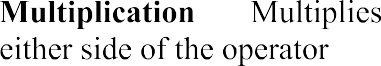 Multiplication Multiplies
either side of the operator